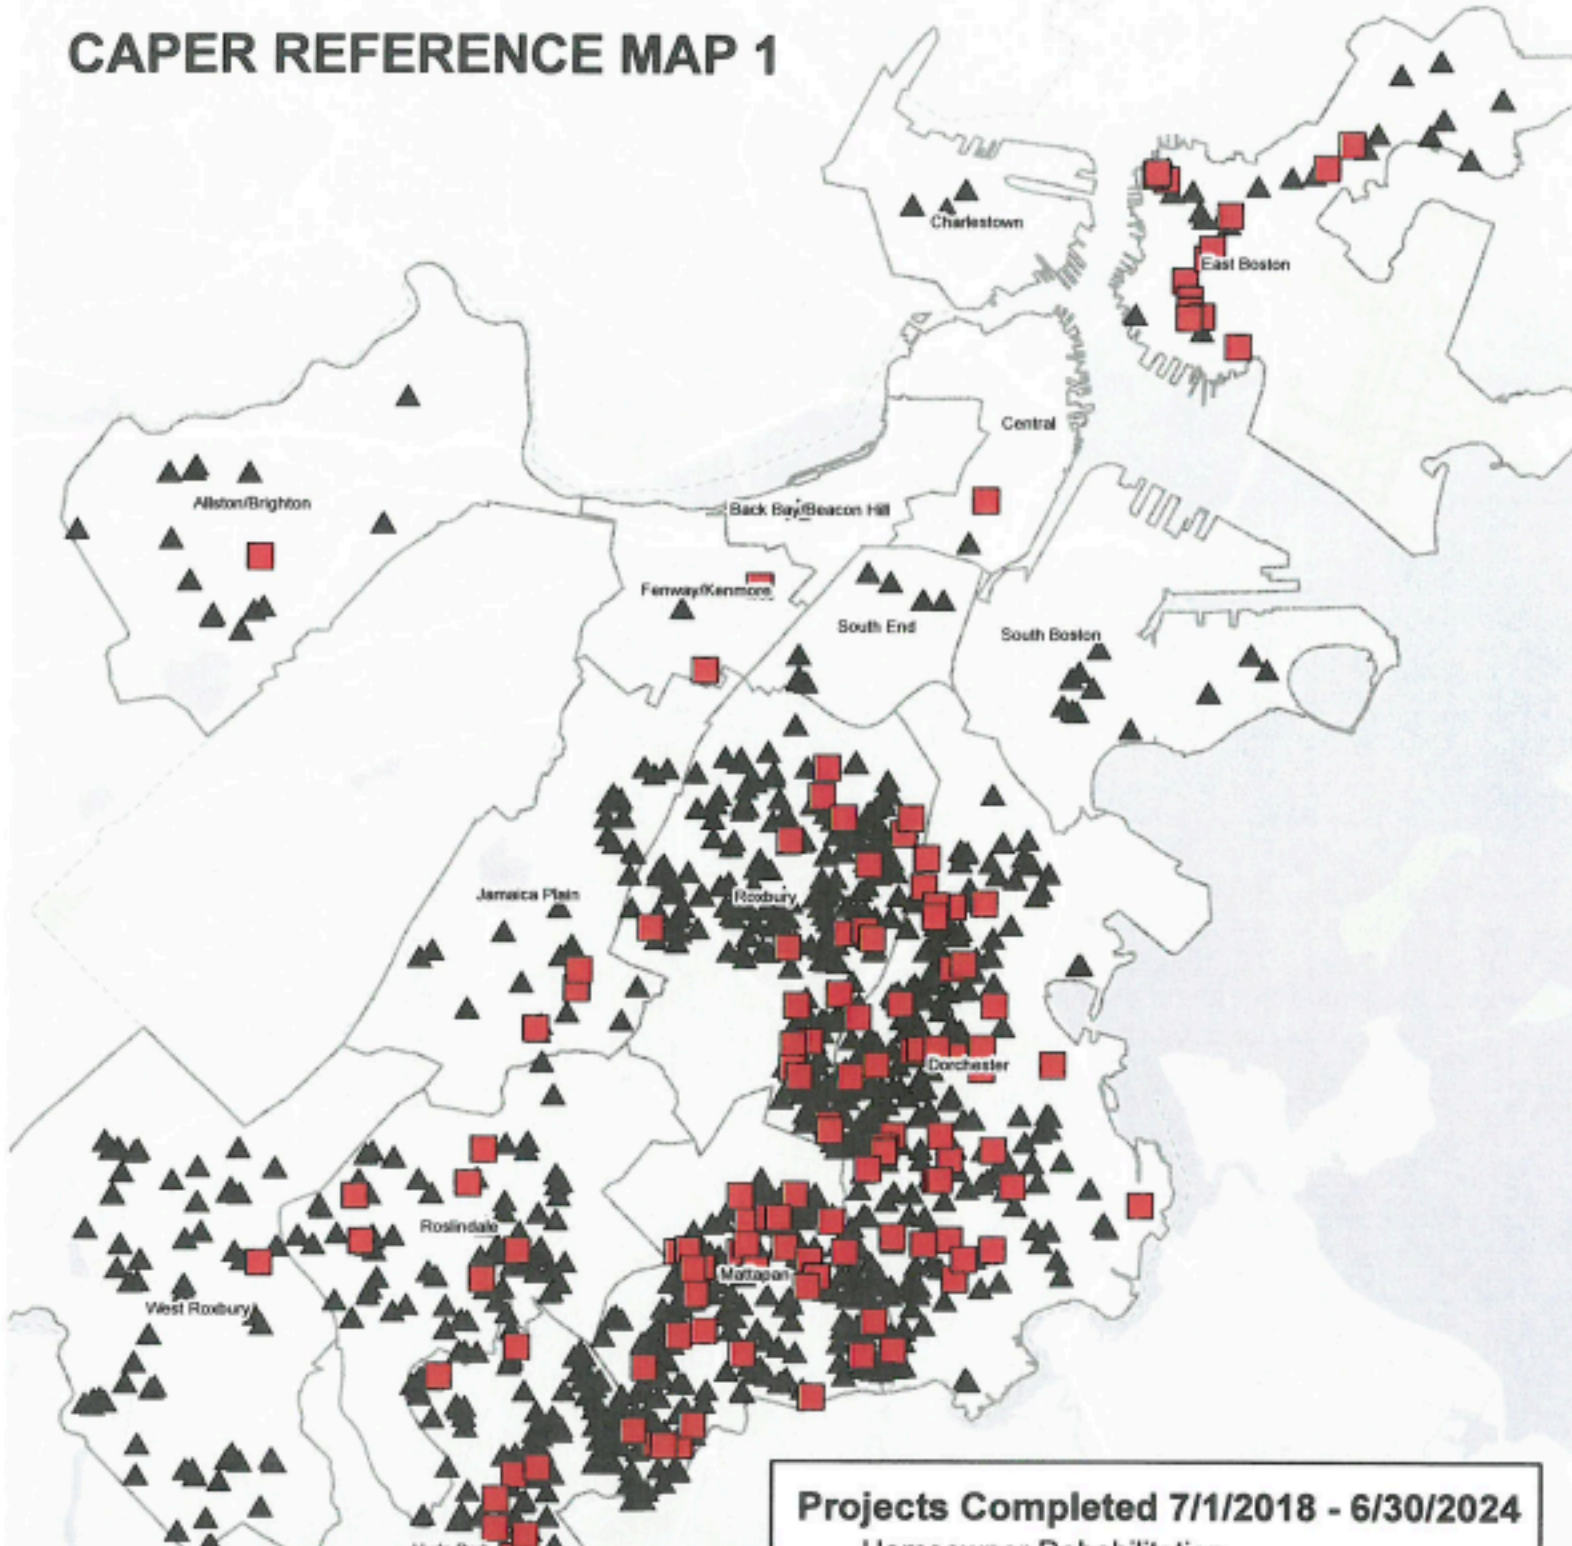 CAPER REFERENCE MAP 1
Charlestown
East Boston
Central
Allston/Brighton
Back Bay/Beacon Hill
Fenway/Kenmore
South End
South Boston
Jamaica Plain
Roxbury
Dorchester
Roslindale
Mattapan
West Roxbury
Projects Completed 7/1/2018 - 6/30/2024